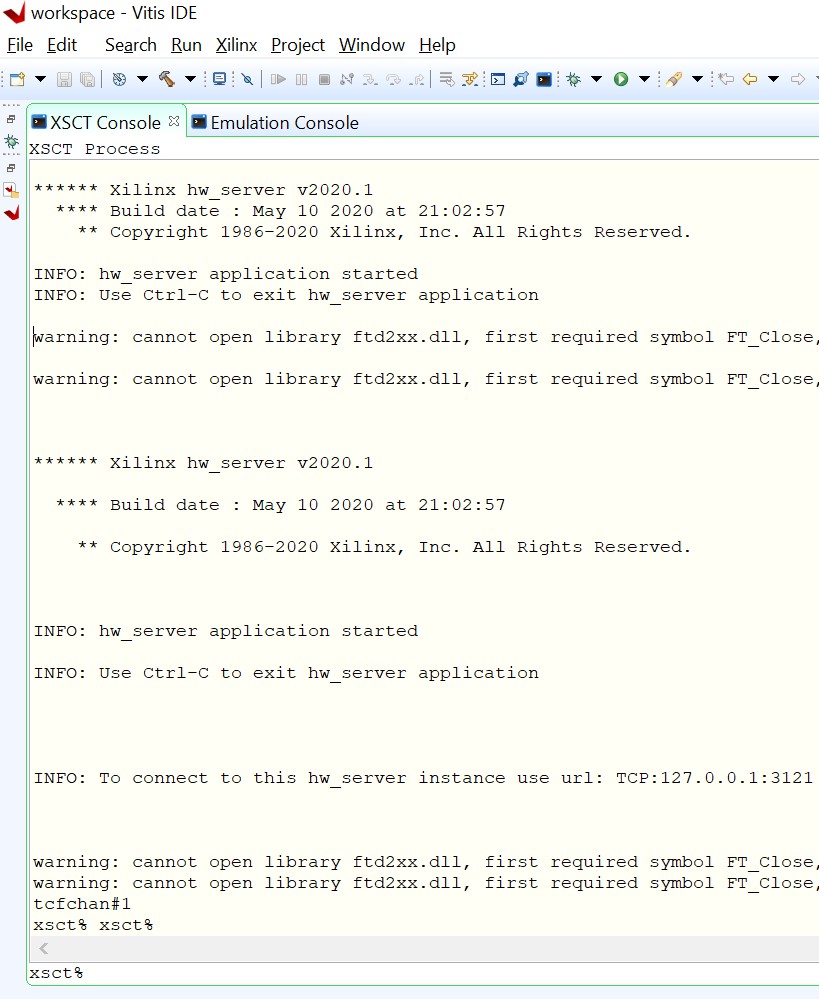 workspace - Vitis IDE
File Edit Search Run Xilinx Project Window Help
XSCT Console Emulation Console
XSCT Process
****** Xilinx hw_server v2020.1
**** Build date : May 10 2020 at 21:02:57
** Copyright 1986-2020 Xilinx, Inc. All Rights Reserved.
INFO: hw_server application started
INFO: Use Ctrl-C to exit hw_server application
warning: cannot open library ftd2xx.dll, first required symbol FT_Close,
warning: cannot open library ftd2xx.dll, first required symbol FT_Close,
****** Xilinx hw_server v2020.1
**** Build date : May 10 2020 at 21:02:57
** Copyright 1986-2020 Xilinx, Inc. All Rights Reserved.
INFO: hw_server application started
INFO: Use Ctrl-C to exit hw_server application
INFO: To connect to this hw_server instance use url: TCP:127.0.0.1:3121
warning: cannot open library ftd2xx.dll, first required symbol FT_Close,
warning: cannot open library ftd2xx.dll, first required symbol FT_Close,
tcfchan#1
xsct% xsct%
xsct%